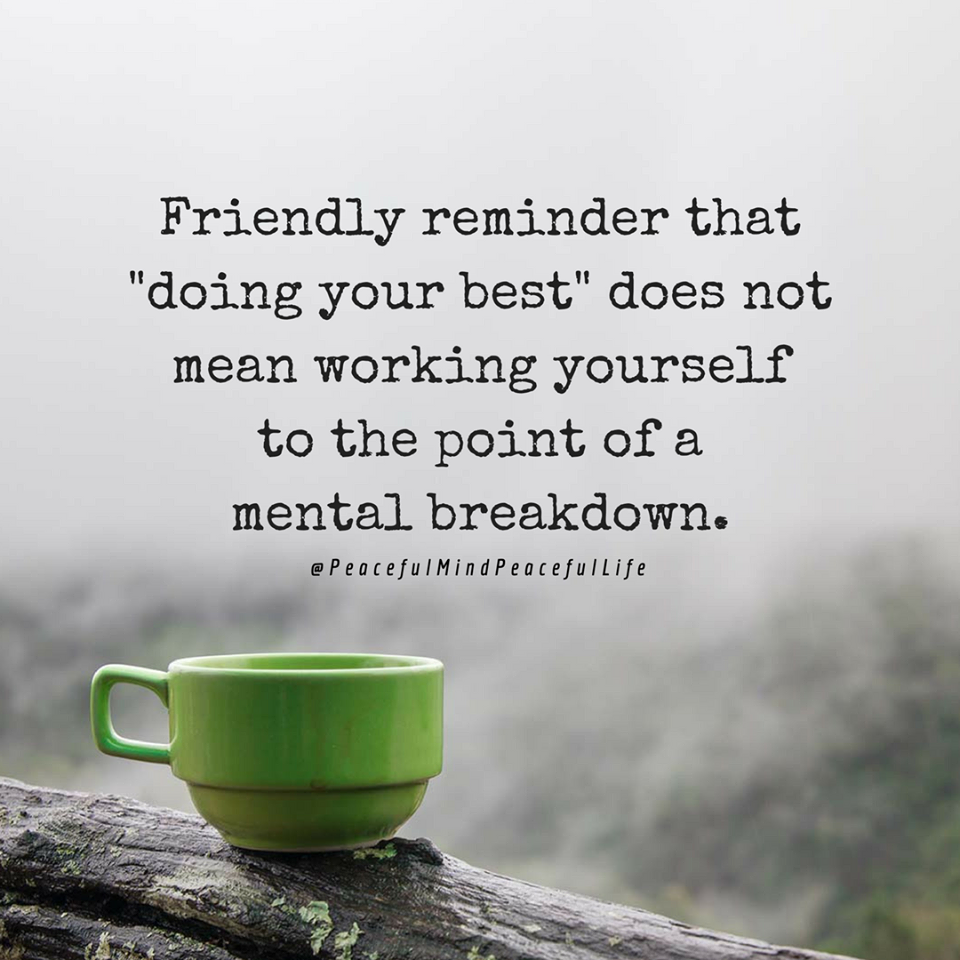 Friendly reminder that
"doing your best" does not
mean working yourself
to the point of a
mental breakdown.
@PeacefulMindPeacefulLife